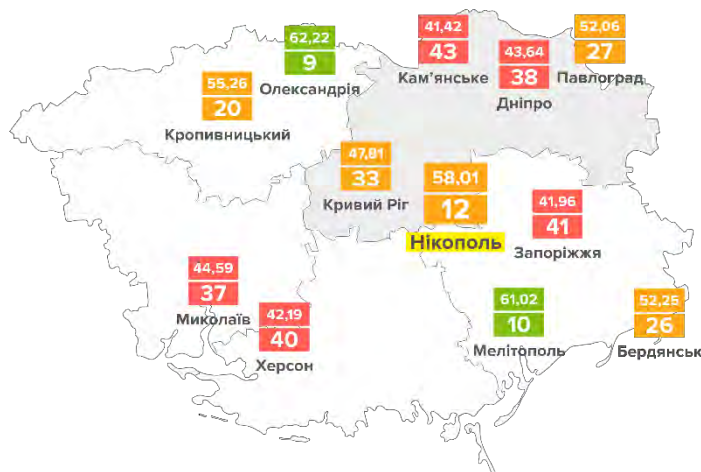 41,42
43
Кам'янське
43,64
38
Дніпро
52,06
27
Павлоград
62,22
9
Олександрія
55,26
20
Кропивницький
47,81
33
Кривий Ріг
58,01
12
Нікополь
41,96
41
Запоріжжя
44,59
37
Миколаїв
42,19
40
Херсон
61,02
10
Мелітополь
52,25
26
Бердянськ